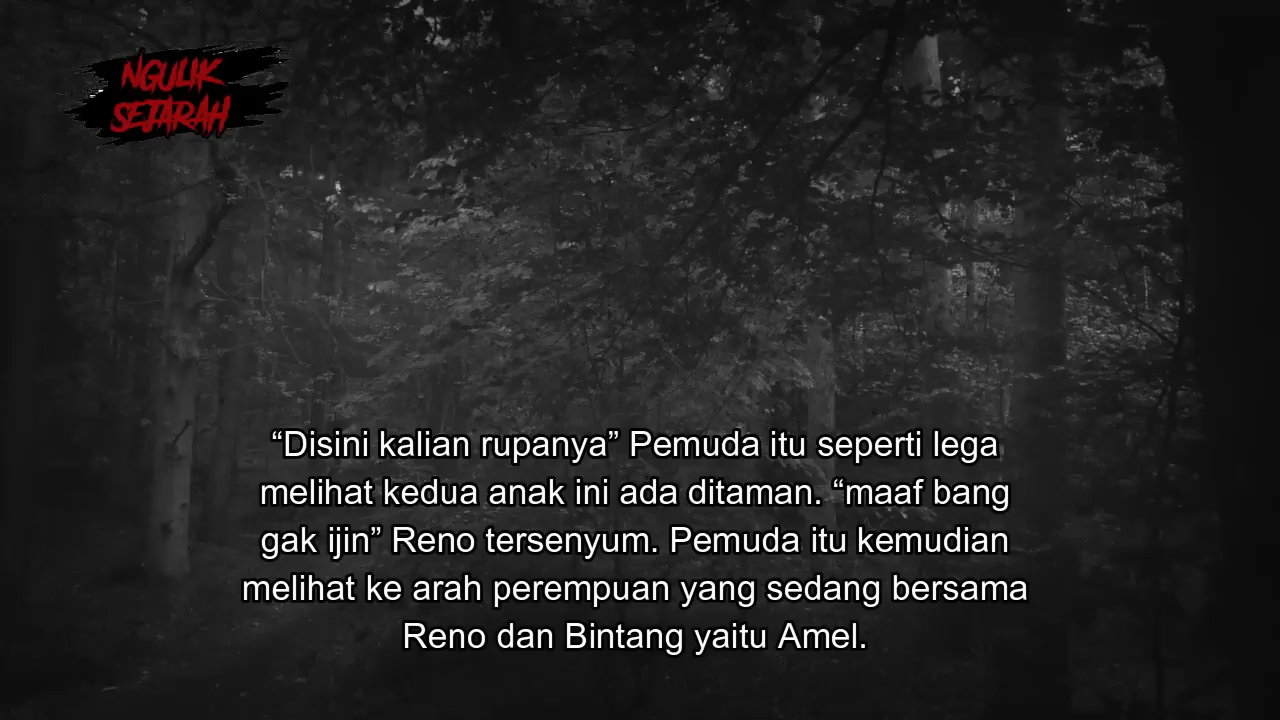 NGULIK
SEJARAH
“Disini kalian rupanya” Pemuda itu seperti lega
melihat kedua anak ini ada ditaman. “maaf bang
gak ijin” Reno tersenyum. Pemuda itu kemudian
melihat ke arah perempuan yang sedang bersama
Reno dan Bintang yaitu Amel.